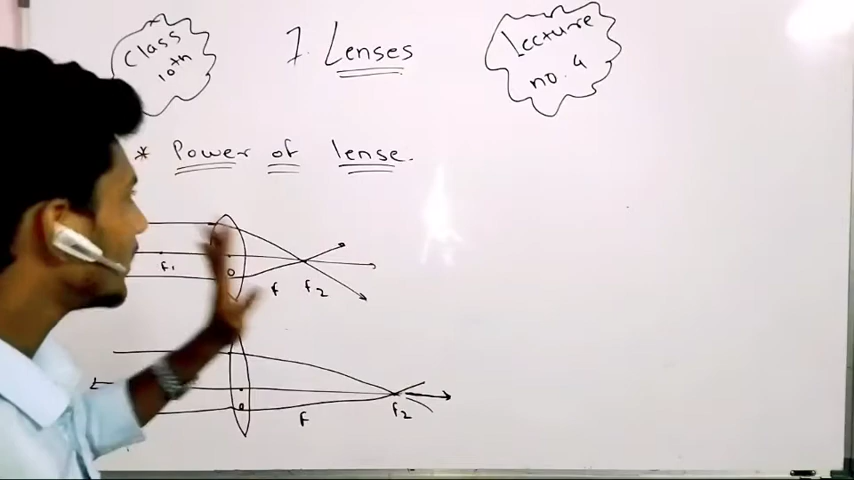 Class
10th
7. Lenses
Lecture
no. 4
* Power of lense.
F1
O
f
F2
O
f
F2